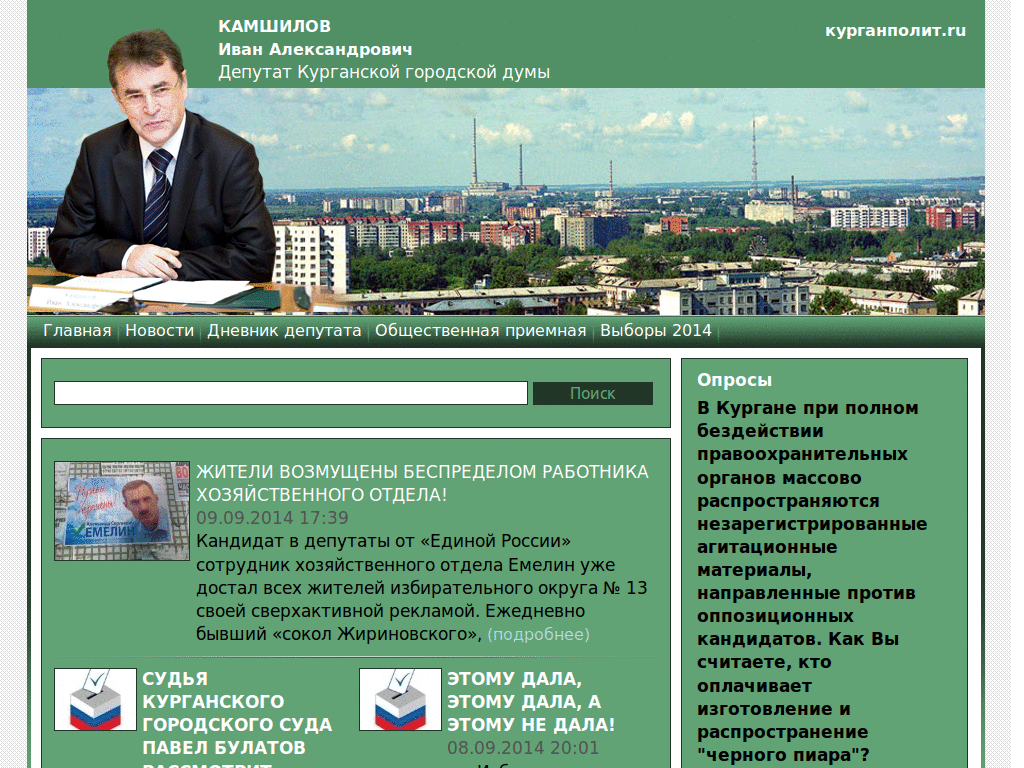 КАМШИЛОВ
Иван Александрович
Депутат Курганской городской думы
курганполит.ru
Главная Новости Дневник депутата Общественная приемная Выборы 2014
Поиск
ЖИТЕЛИ ВОЗМУЩЕНЫ БЕСПРЕДЕЛОМ РАБОТНИКА
ХОЗЯЙСТВЕННОГО ОТДЕЛА!
09.09.2014 17:39
Кандидат в депутаты от «Единой России»
сотрудник хозяйственного отдела Емелин уже
достал всех жителей избирательного округа № 13
своей сверхактивной рекламой. Ежедневно
бывший «сокол Жириновского», (подробнее)
ЕМЕЛИН
СУДЬЯ
КУРГАНСКОГО
ГОРОДСКОГО СУДА
ПАВЕЛ БУЛАТОВ
РАССМОТРИТ
ЭТОМУ ДАЛА,
ЭТОМУ ДАЛА, А
ЭТОМУ НЕ ДАЛА!
08.09.2014 20:01
Опросы
В Кургане при полном
бездействии
правоохранительных
органов массово
распространяются
незарегистрированные
агитационные
материалы,
направленные против
оппозиционных
кандидатов. Как Вы
считаете, кто
оплачивает
изготовление и
распространение
"черного пиара"?